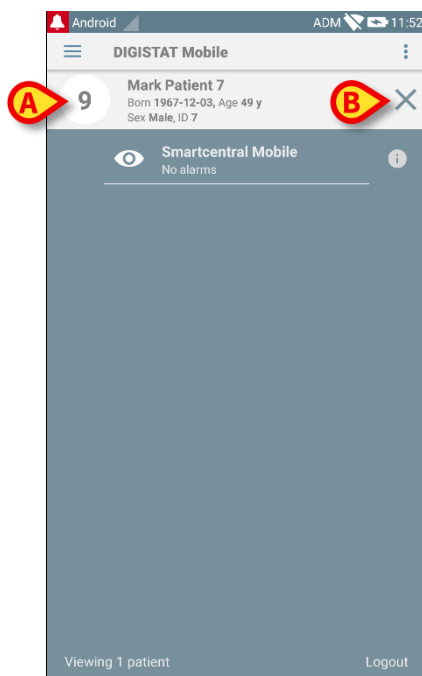 Android ADM 11:52
DIGISTAT Mobile
A 9 Mark Patient 7 B
Born 1967-12-03, Age 49 y
Sex Male, ID 7
Smartcentral Mobile
No alarms
Viewing 1 patient Logout